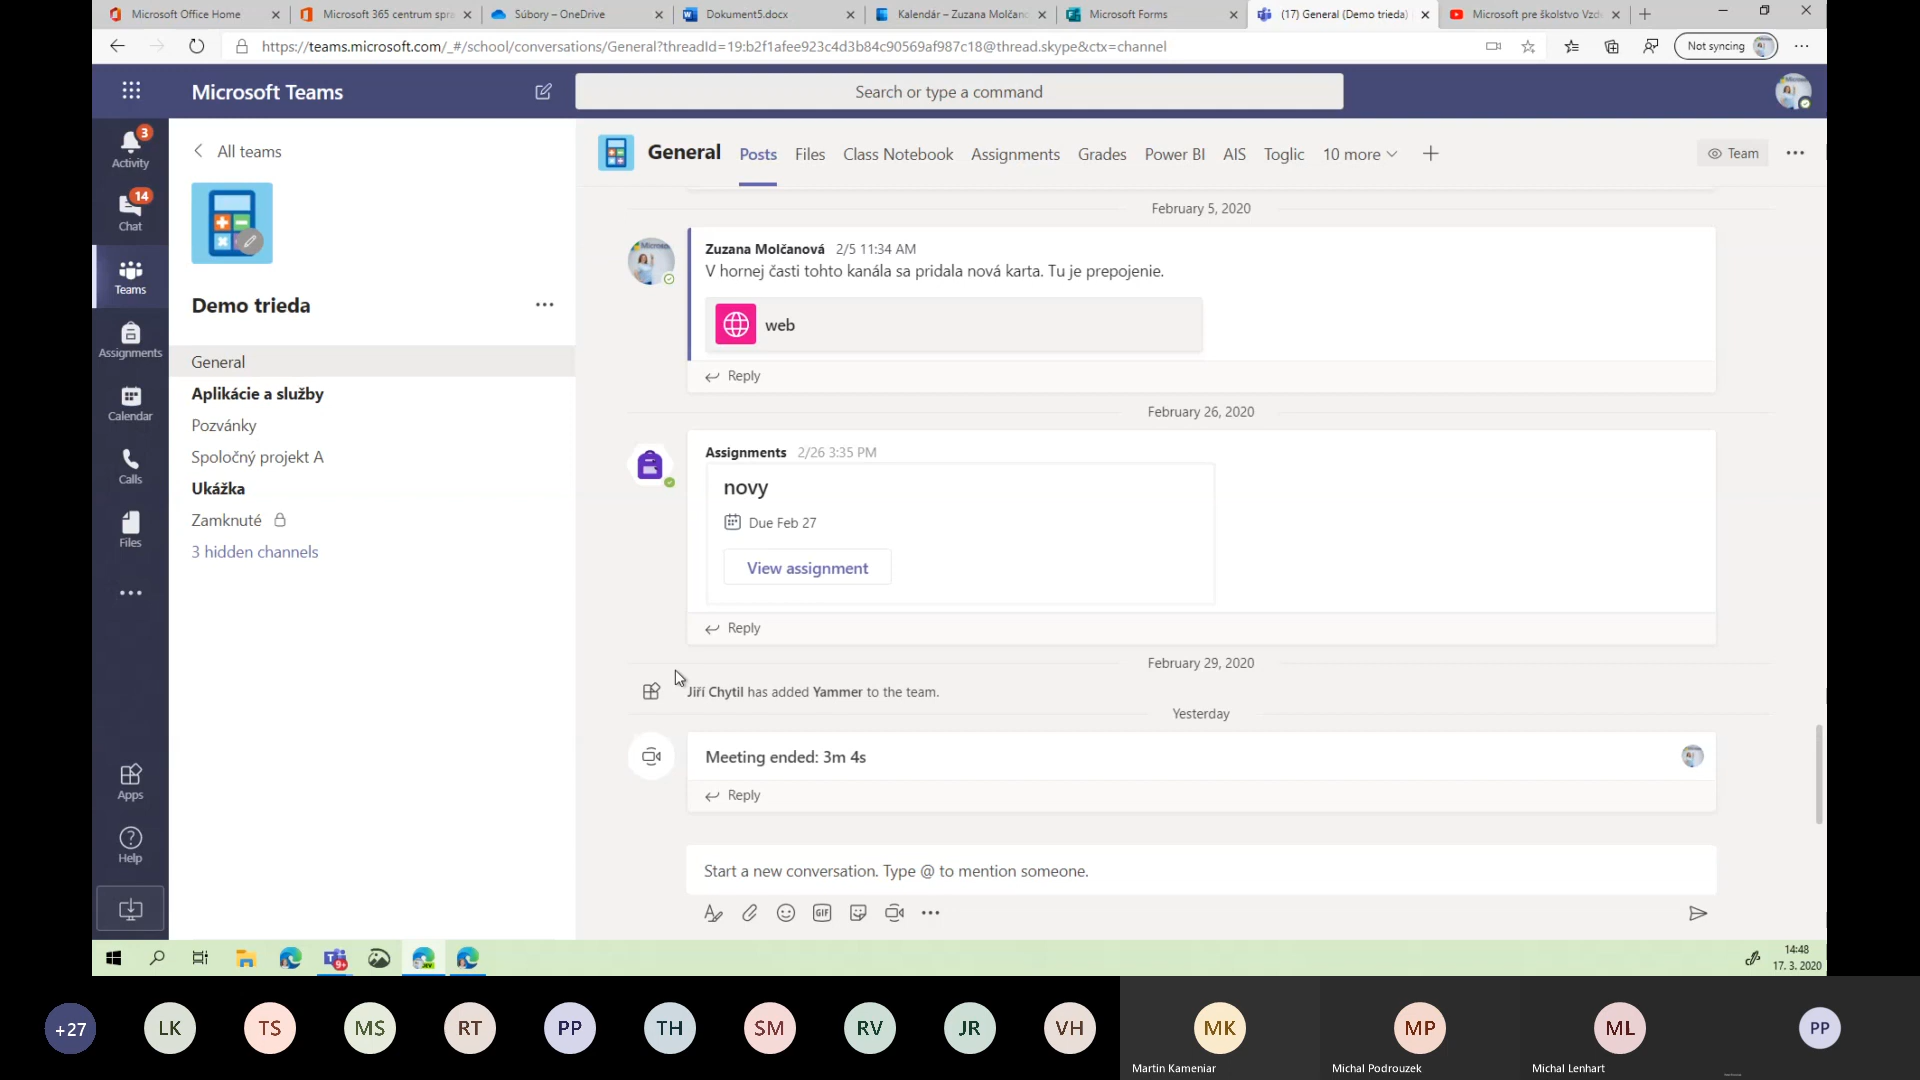 Microsoft Office Home
Microsoft 365 centrum spr
Súbory – OneDrive
Dokument5.docx
Kalendár – Zuzana Molčano
Microsoft Forms
(17) General (Demo trieda)
Microsoft pre školstvo Vzd
https://teams.microsoft.com/_#/school/conversations/General?threadId=19:b2f1afee923c4d3b84c90569af987c18@thread.skype&ctx=channel
Not syncing
Microsoft Teams
Search or type a command
3
Activity
14
Chat
Teams
Assignments
Calendar
Calls
Files
Apps
Help
All teams
Demo trieda
General
Aplikácie a služby
Pozvánky
Spoločný projekt A
Ukážka
Zamknuté
3 hidden channels
General Posts Files Class Notebook Assignments Grades Power BI AIS Toglic 10 more
Team
February 5, 2020
Zuzana Molčanová 2/5 11:34 AM
V hornej časti tohto kanála sa pridala nová karta. Tu je prepojenie.
web
Reply
February 26, 2020
Assignments 2/26 3:35 PM
novy
Due Feb 27
View assignment
Reply
February 29, 2020
Jiří Chytil has added Yammer to the team.
Yesterday
Meeting ended: 3m 4s
Reply
Start a new conversation. Type @ to mention someone.
GIF
9+
14:48
17. 3. 2020
+27 LK TS MS RT PP TH SM RV JR VH MK MP ML PP
Martin Kameniar
Michal Podrouzek
Michal Lenhart